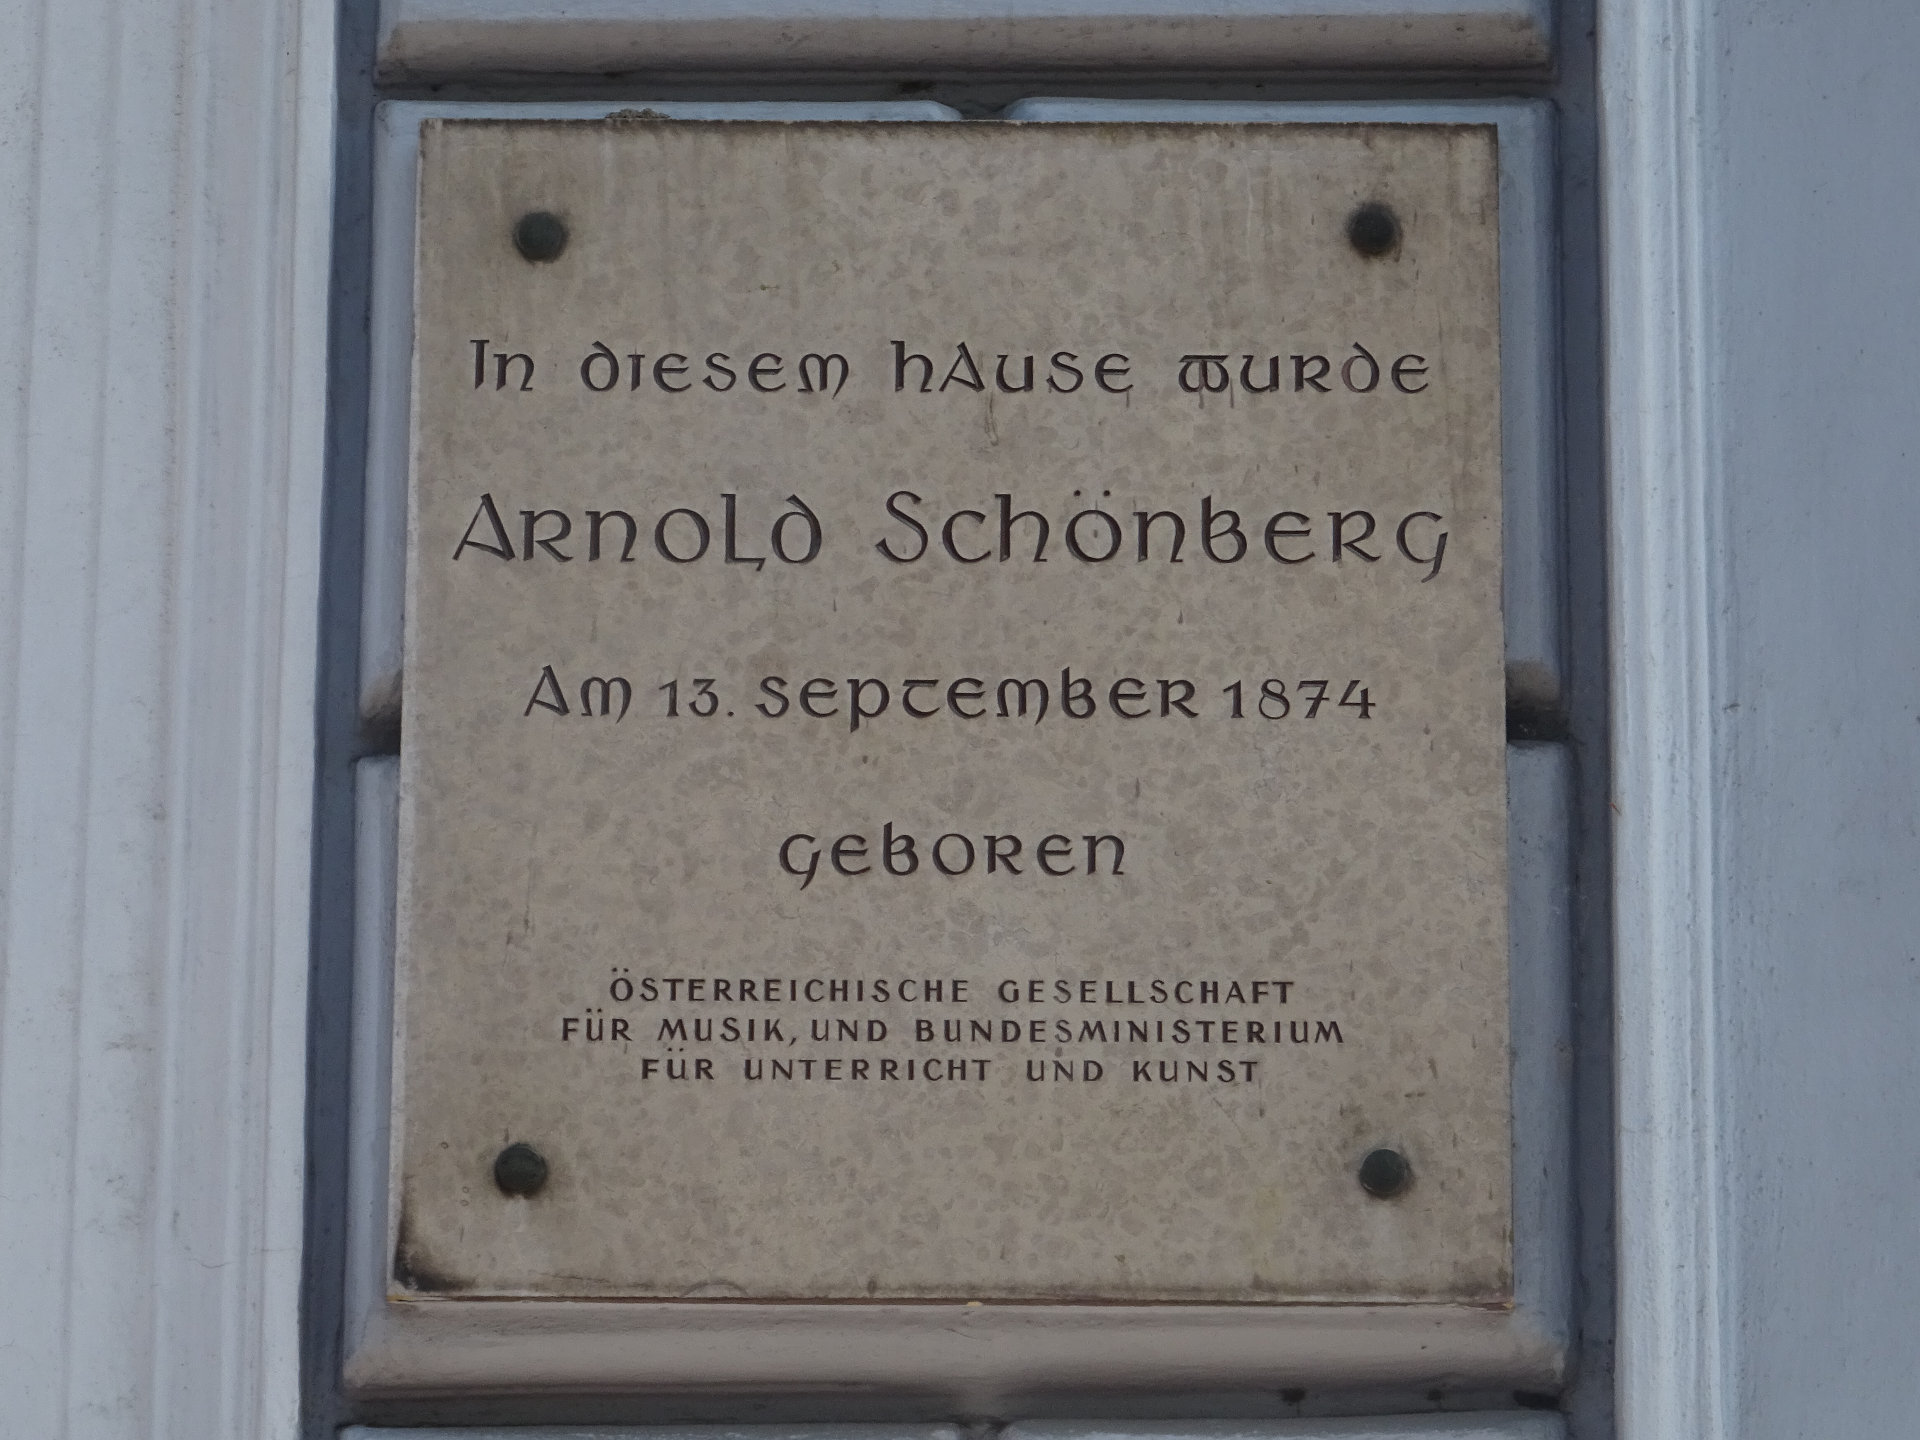 In diesem Hause wurde
Arnold Schönberg
Am 13. September 1874
geboren
ÖSTERREICHISCHE GESELLSCHAFT
FÜR MUSIK, UND BUNDESMINISTERIUM
FÜR UNTERRICHT UND KUNST